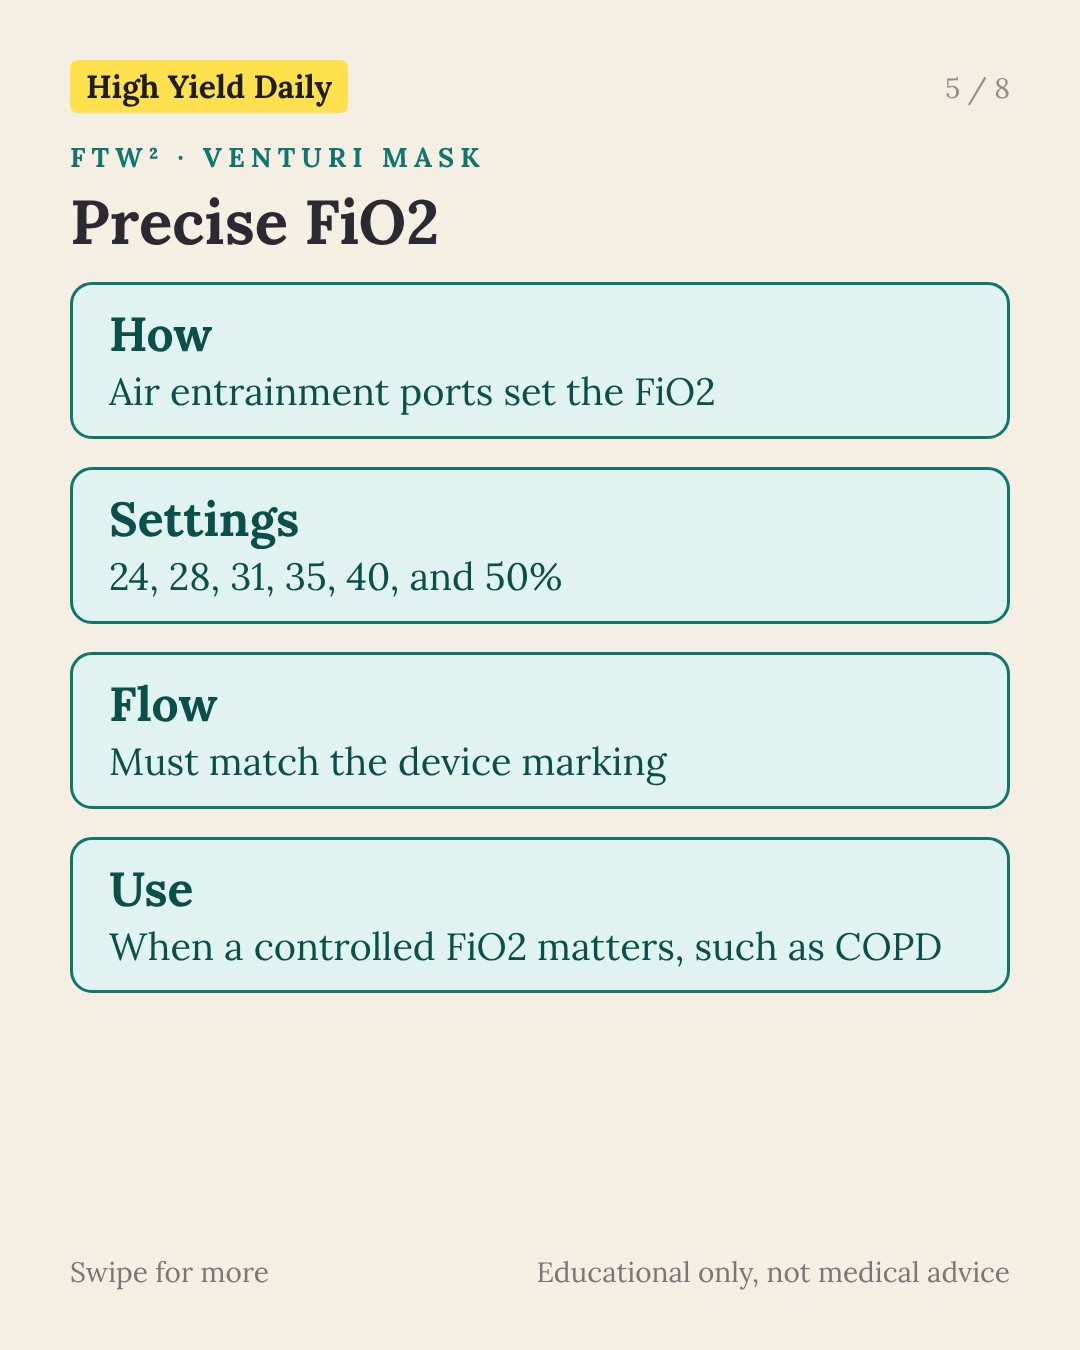 High Yield Daily
5 / 8
FTW² · VENTURI MASK
Precise FiO2
How
Air entrainment ports set the FiO2
Settings
24, 28, 31, 35, 40, and 50%
Flow
Must match the device marking
Use
When a controlled FiO2 matters, such as COPD
Swipe for more
Educational only, not medical advice